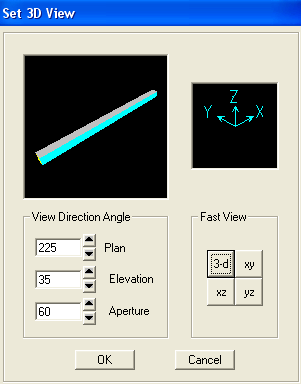 Set 3D View
Z
Y X
View Direction Angle
225 Plan
35 Elevation
60 Aperture
Fast View
3-d xy
xz yz
OK Cancel